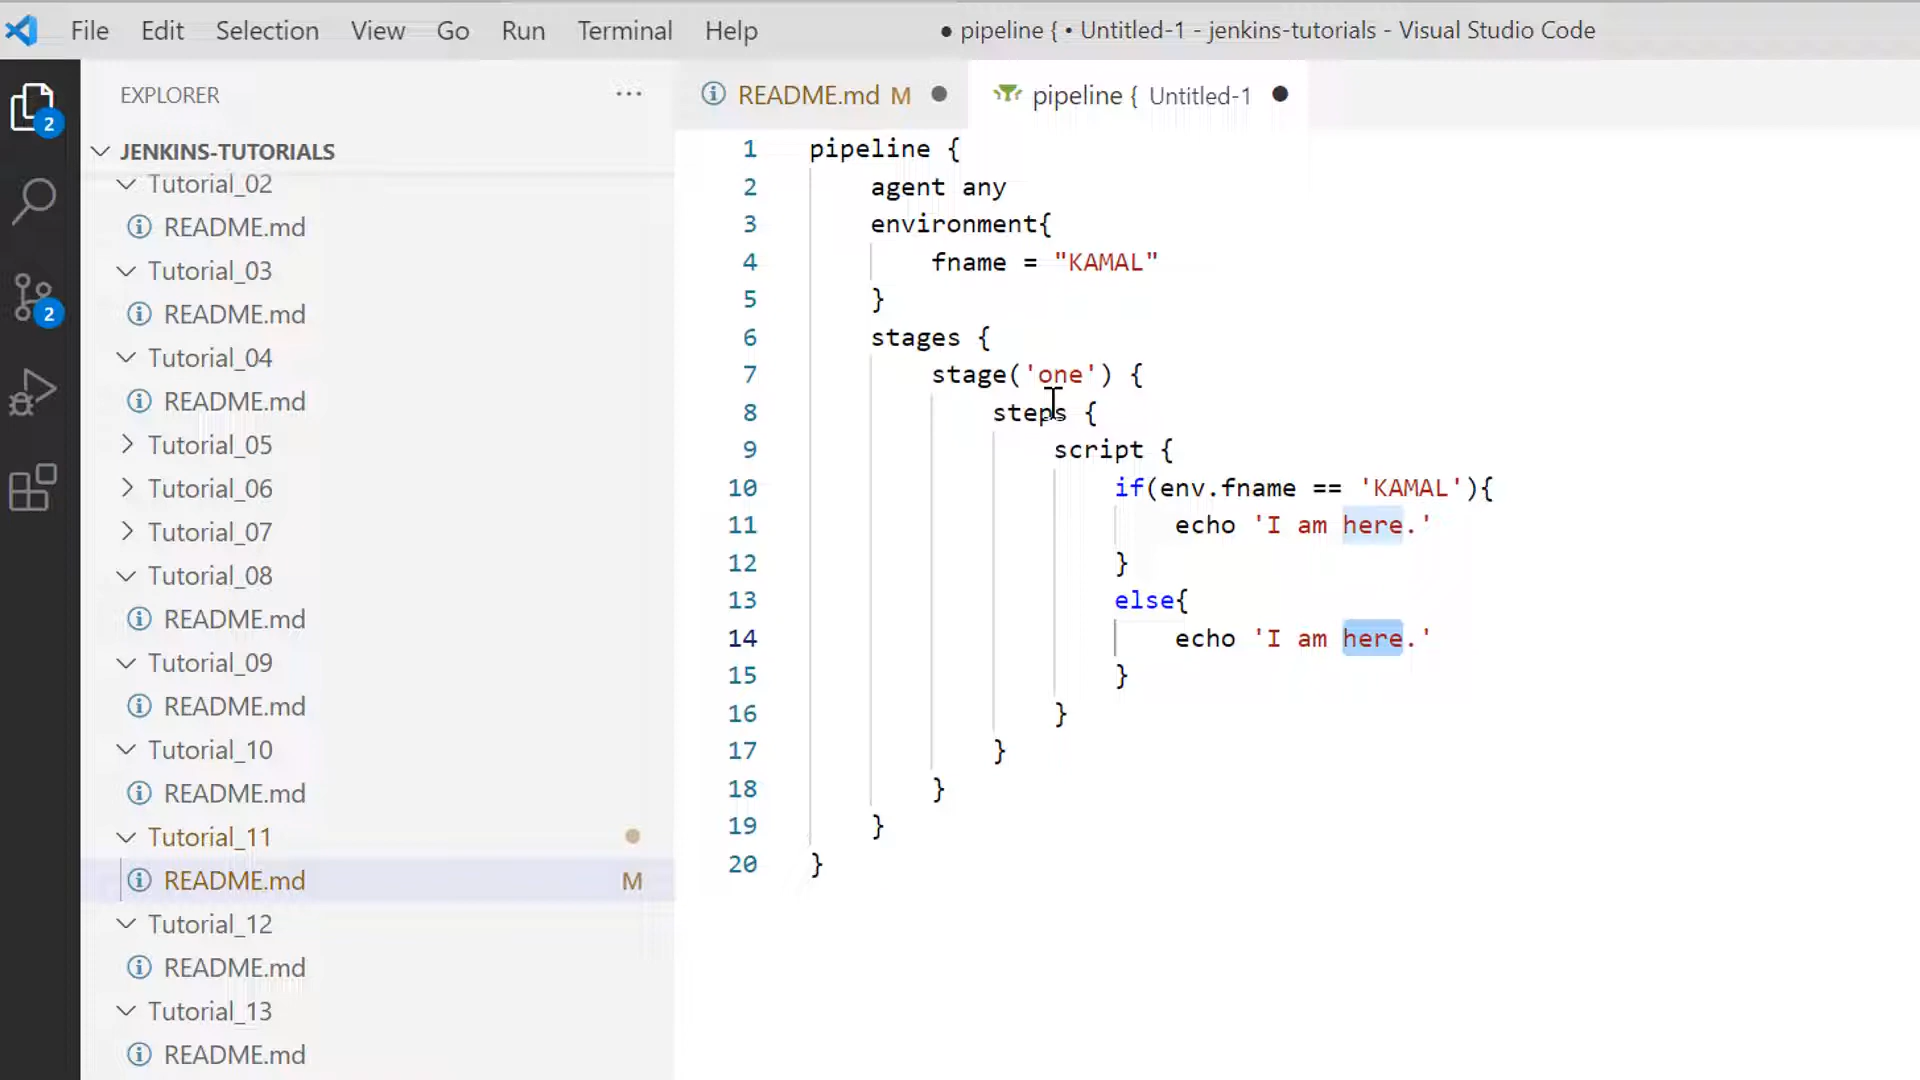 File Edit Selection View Go Run Terminal Help
● pipeline { • Untitled-1 - jenkins-tutorials - Visual Studio Code
2
2
EXPLORER ...
JENKINS-TUTORIALS
Tutorial_02
README.md
Tutorial_03
README.md
Tutorial_04
README.md
Tutorial_05
Tutorial_06
Tutorial_07
Tutorial_08
README.md
Tutorial_09
README.md
Tutorial_10
README.md
Tutorial_11
README.md M
Tutorial_12
README.md
Tutorial_13
README.md
README.md M
pipeline { Untitled-1
1 pipeline {
2 agent any
3 environment{
4 fname = "KAMAL"
5 }
6 stages {
7 stage('one') {
8 steps {
9 script {
10 if(env.fname == 'KAMAL'){
11 echo 'I am here.'
12 }
13 else{
14 echo 'I am here.'
15 }
16 }
17 }
18 }
19 }
20 }